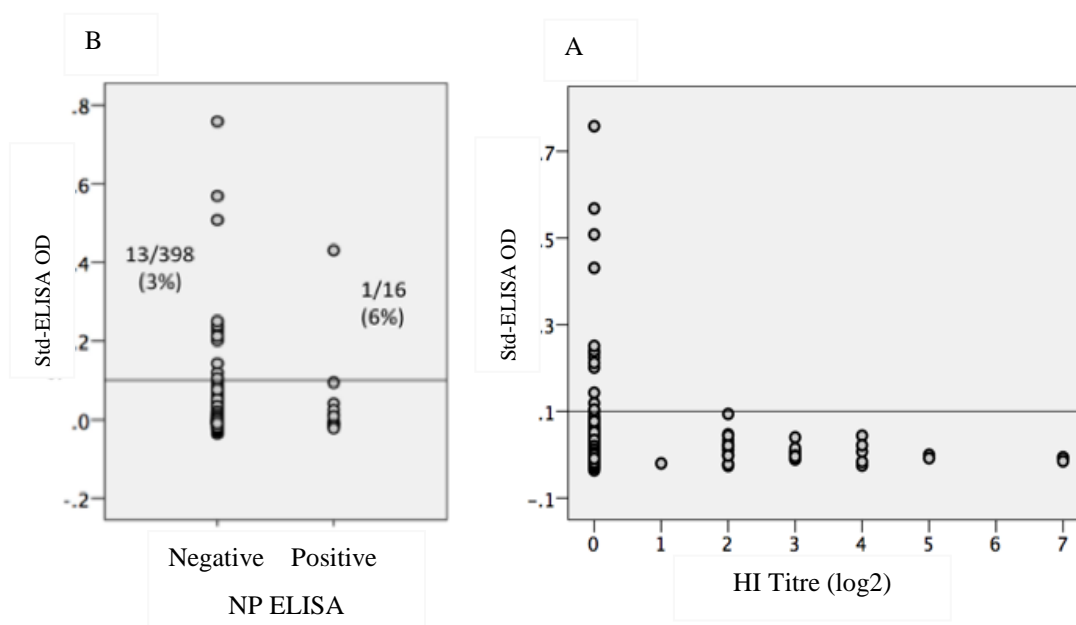 B
Std-ELISA OD
.8
.6
.4
.2
.0
-.2
13/398
(3%)
1/16
(6%)
Negative Positive
NP ELISA
A
Std-ELISA OD
.7
.5
.3
.1
-.1
0 1 2 3 4 5 6 7
HI Titre (log2)